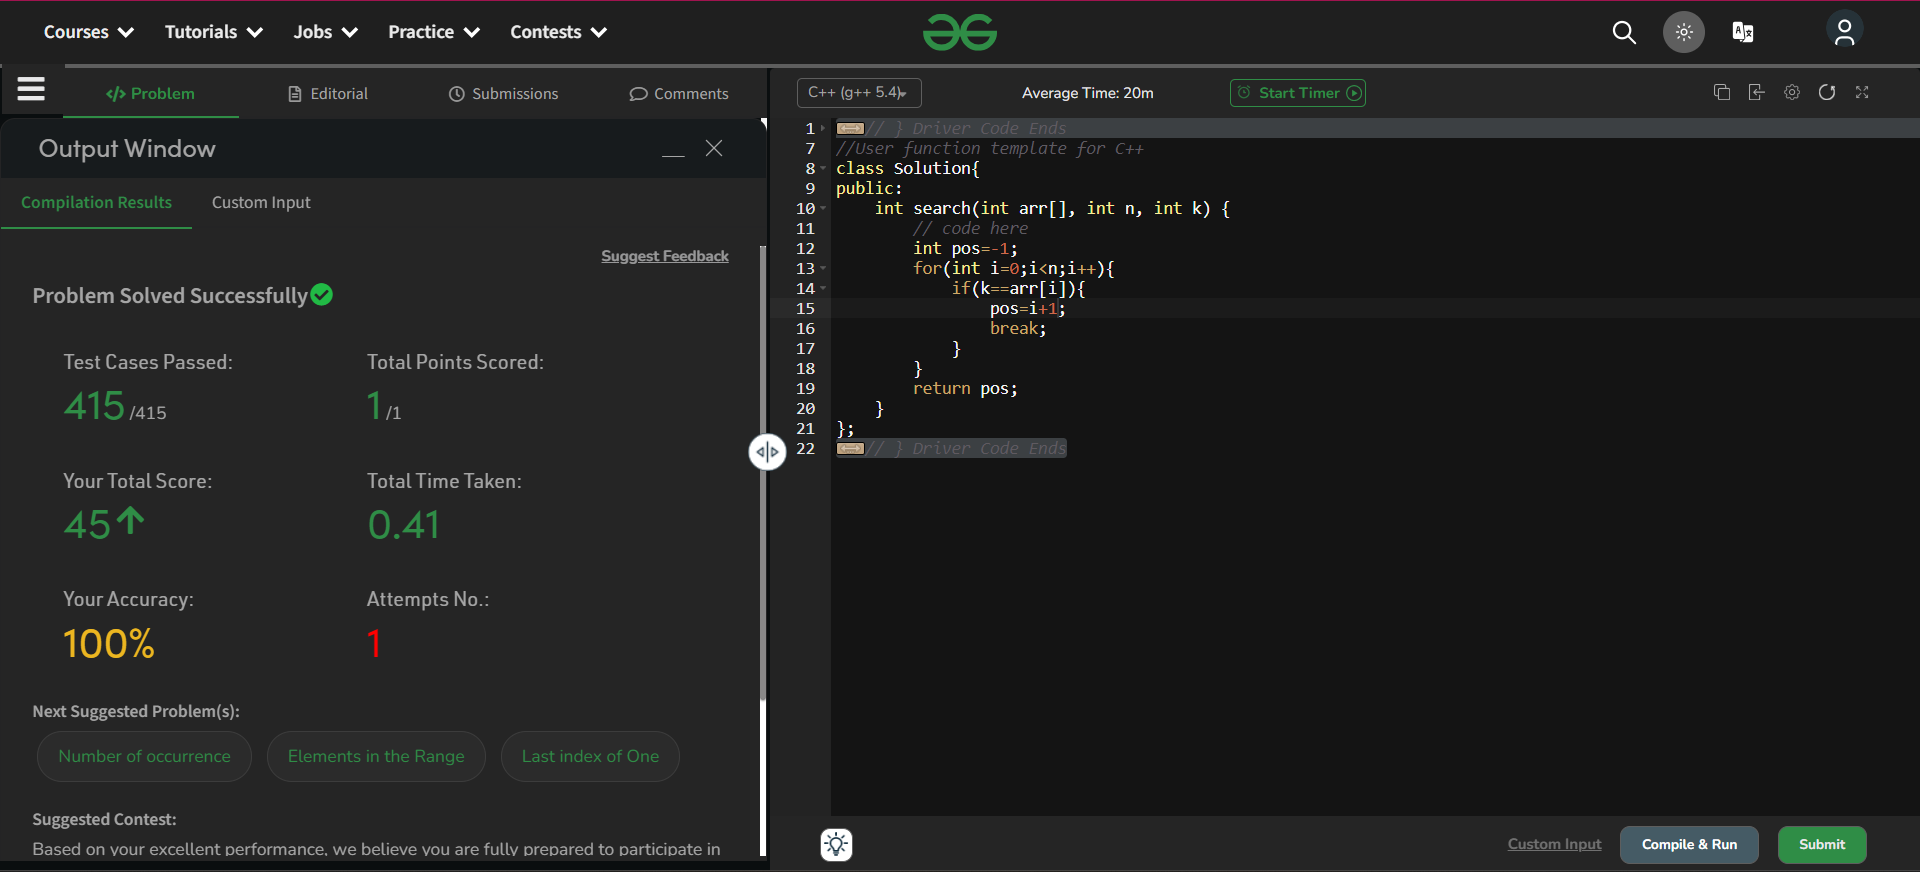 Courses Tutorials Jobs Practice Contests
Problem Editorial Submissions Comments
C++ (g++ 5.4) Average Time: 20m Start Timer
Output Window
Compilation Results Custom Input
Suggest Feedback
Problem Solved Successfully
Test Cases Passed: Total Points Scored:
415 /415 1 /1
Your Total Score: Total Time Taken:
45 0.41
Your Accuracy: Attempts No.:
100% 1
Next Suggested Problem(s):
Number of occurrence Elements in the Range Last index of One
Suggested Contest:
Based on your excellent performance, we believe you are fully prepared to participate in
1 // } Driver Code Ends
7 //User function template for C++
8 class Solution{
9 public:
10 int search(int arr[], int n, int k) {
11 // code here
12 int pos=-1;
13 for(int i=0;i<n;i++){
14 if(k==arr[i]){
15 pos=i+1;
16 break;
17 }
18 }
19 return pos;
20 }
21 };
22 // } Driver Code Ends
Custom Input Compile & Run Submit